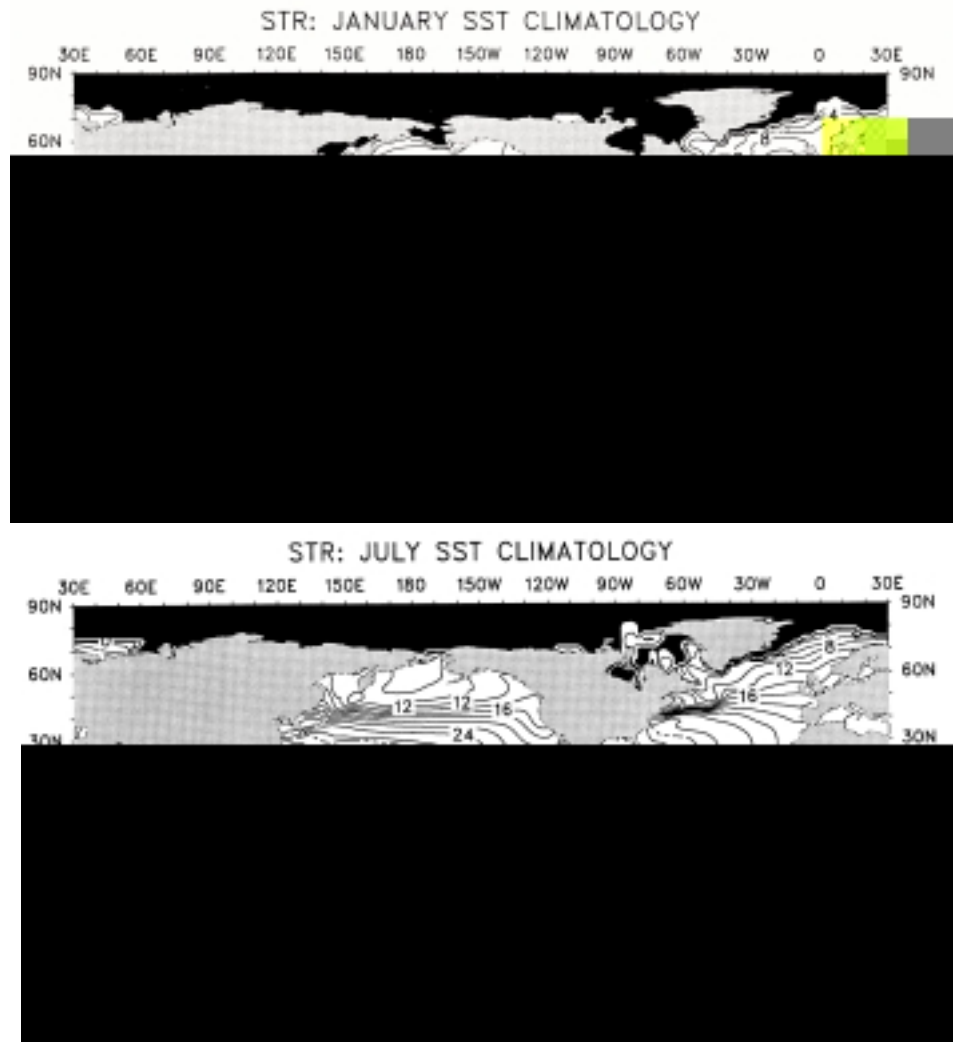 STR: JANUARY SST CLIMATOLOGY
30E 60E 90E 120E 150E 180 150W 120W 90W 60W 30W 0 30E
90N 90N
4
60N 8
STR: JULY SST CLIMATOLOGY
30E 60E 90E 120E 150E 180 150W 120W 90W 60W 30W 0 30E
90N 90N
8
60N 12 60N
12 12 16 16
30N 24 30N